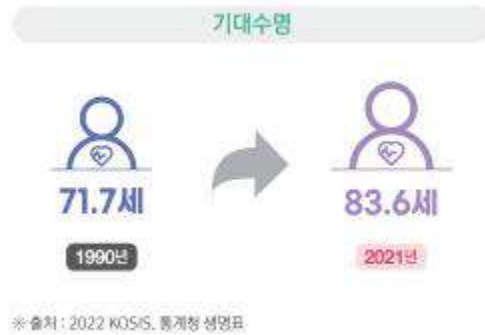 기대수명
71.7세
83.6세
1990년
2021년
※ 출처 : 2022 KOSIS, 통계청 생명표